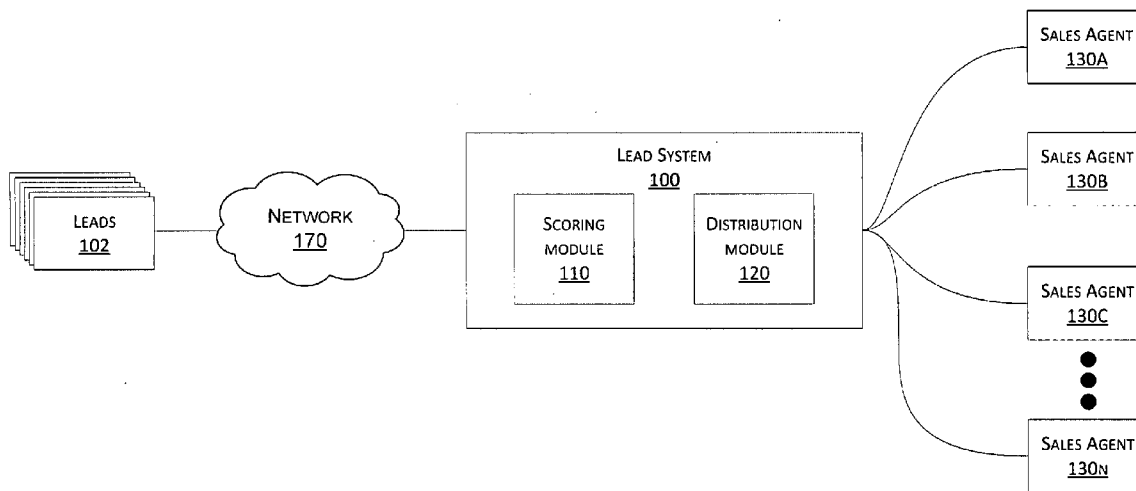 LEADS
102
NETWORK
170
LEAD SYSTEM
100
SCORING
MODULE
110
DISTRIBUTION
MODULE
120
SALES AGENT
130A
SALES AGENT
130B
SALES AGENT
130C
SALES AGENT
130N